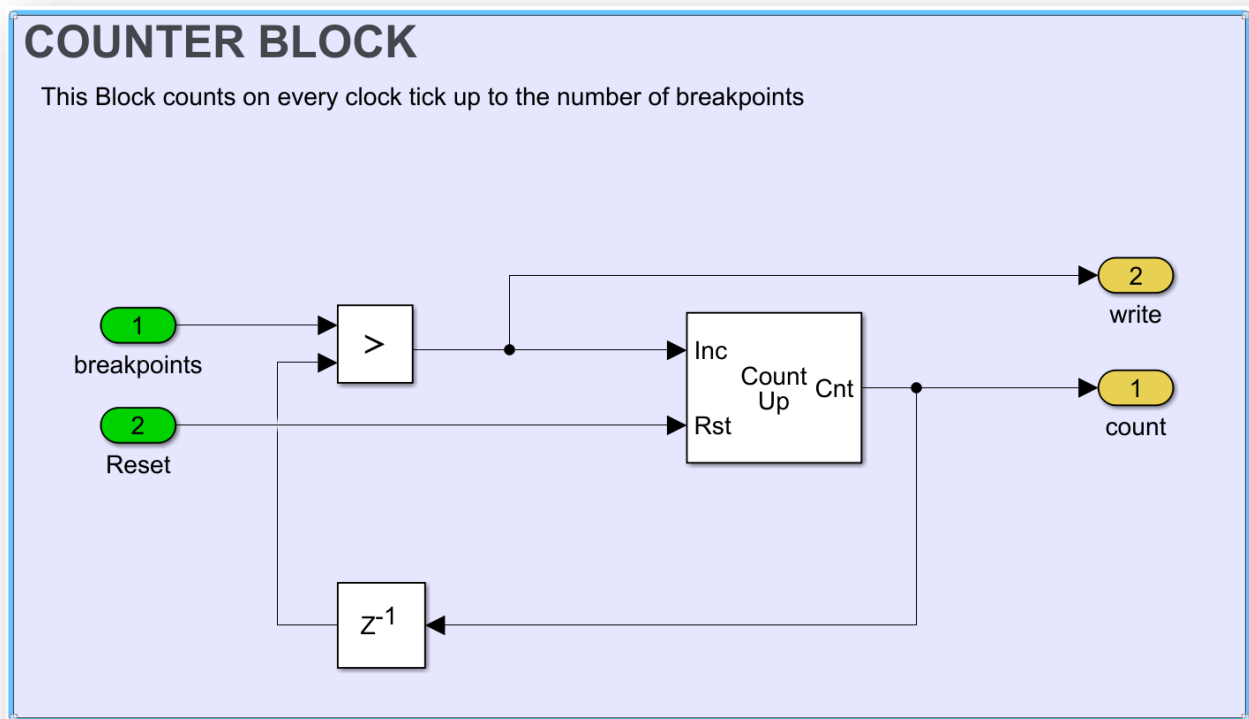 COUNTER BLOCK
This Block counts on every clock tick up to the number of breakpoints
2
write
1
breakpoints
>
Inc
Count
Up
Cnt
1
count
2
Reset
Rst
Z-1